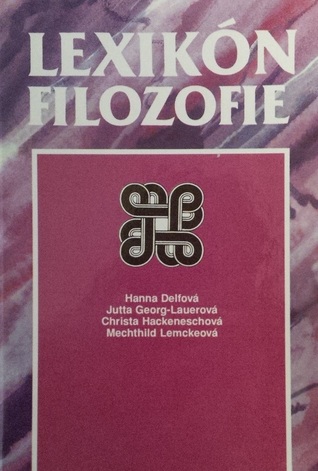 LEXIKÓN
FILOZOFIE
Hanna Delfová
Jutta Georg-Lauerová
Christa Hackeneschová
Mechthild Lemckeová